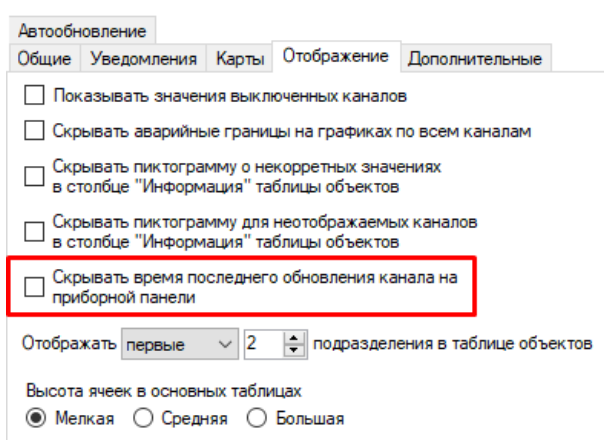 Автообновление
Общие Уведомления Карты Отображение Дополнительные
Показывать значения выключенных каналов
Скрывать аварийные границы на графиках по всем каналам
Скрывать пиктограмму о некорретных значениях
в столбце "Информация" таблицы объектов
Скрывать пиктограмму для неотображаемых каналов
в столбце "Информация" таблицы объектов
Скрывать время последнего обновления канала на
приборной панели
Отображать первые 2 подразделения в таблице объектов
Высота ячеек в основных таблицах
Мелкая Средняя Большая